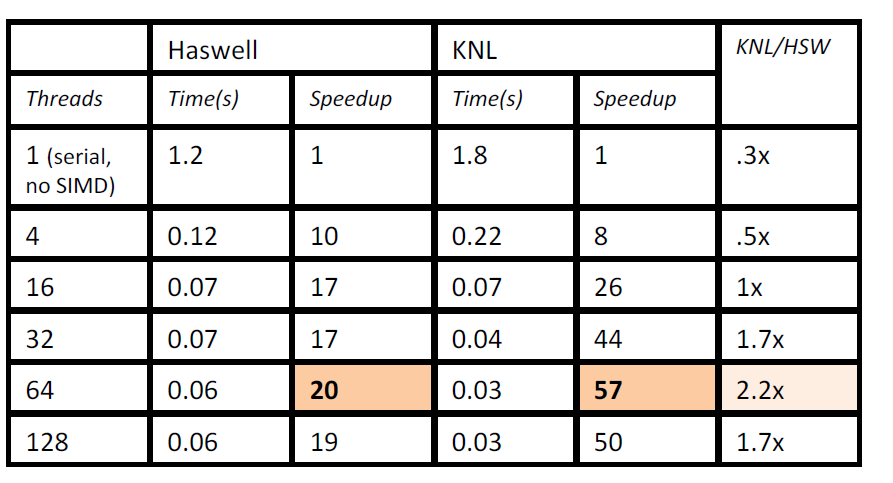 Haswell KNL KNL/HSW
Threads Time(s) Speedup Time(s) Speedup
1 (serial, 1.2 1 1.8 1 .3x
no SIMD)
4 0.12 10 0.22 8 .5x
16 0.07 17 0.07 26 1x
32 0.07 17 0.04 44 1.7x
64 0.06 20 0.03 57 2.2x
128 0.06 19 0.03 50 1.7x